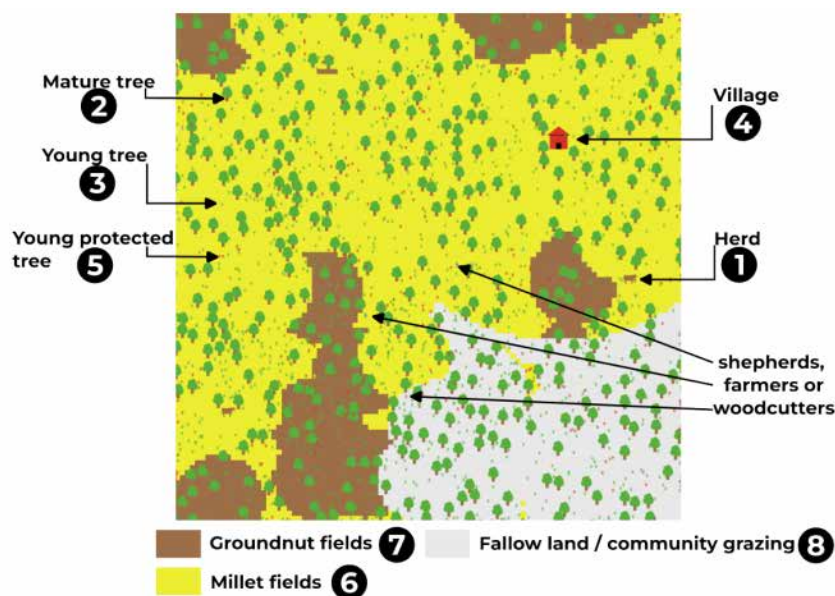 Mature tree
2
Young tree
3
Young protected
tree 5
Village
4
Herd
1
shepherds,
farmers or
woodcutters
Groundnut fields 7
Fallow land / community grazing 8
Millet fields 6